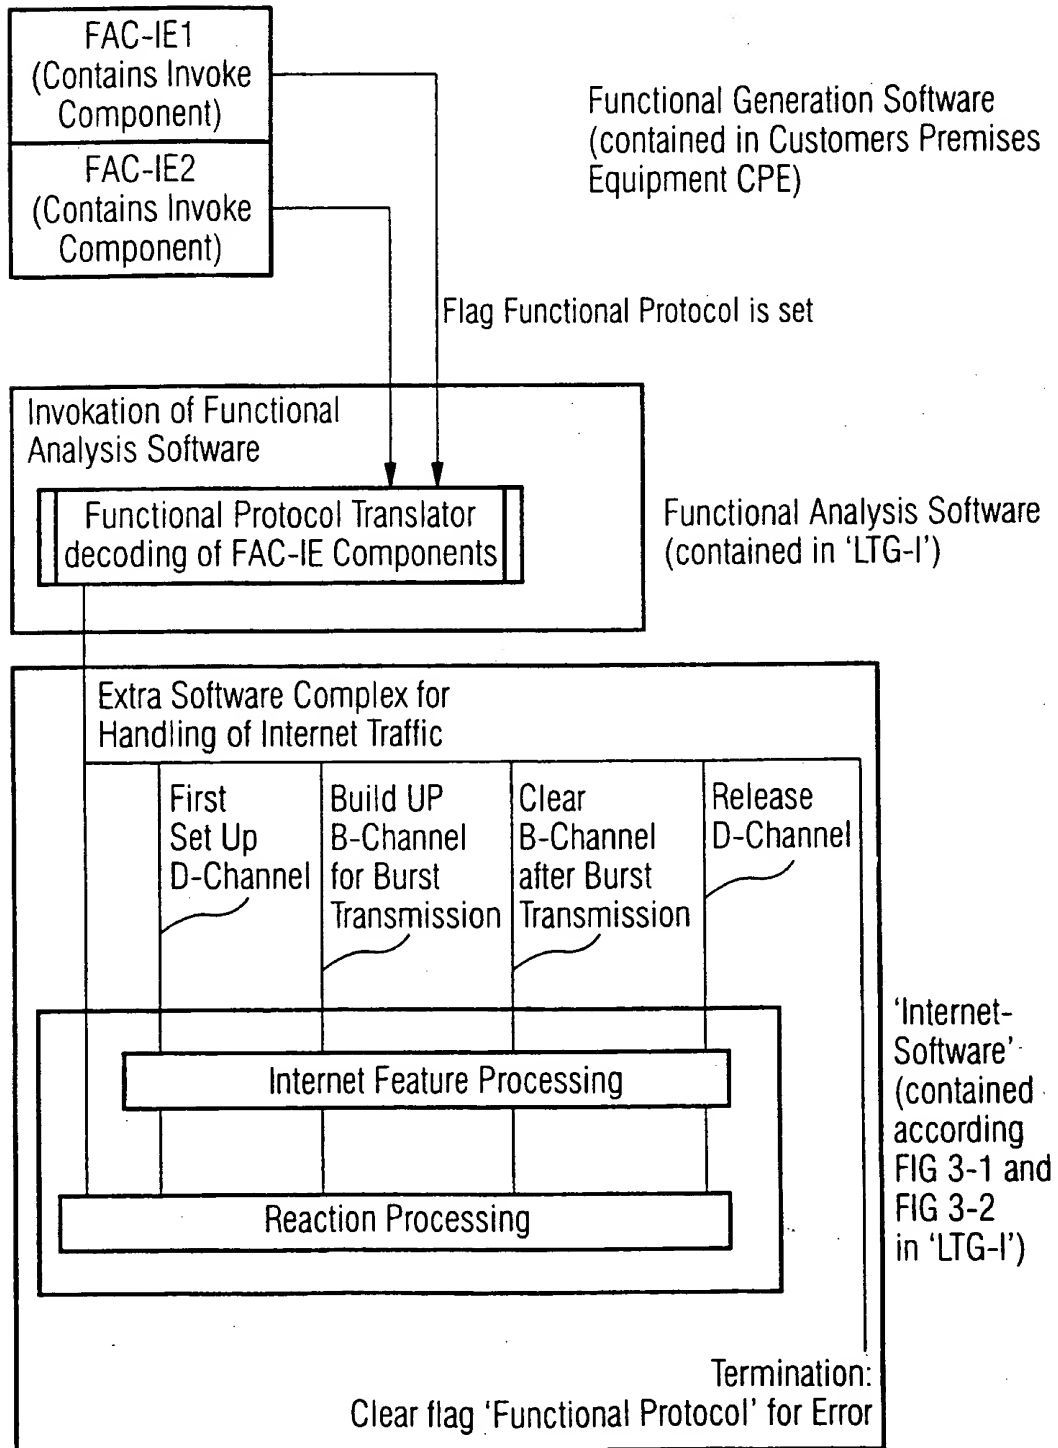 FAC-IE1
(Contains Invoke
Component)
FAC-IE2
(Contains Invoke
Component)
Functional Generation Software
(contained in Customers Premises
Equipment CPE)
Flag Functional Protocol is set
Invokation of Functional
Analysis Software
Functional Protocol Translator
decoding of FAC-IE Components
Functional Analysis Software
(contained in 'LTG-I')
Extra Software Complex for
Handling of Internet Traffic
First
Set Up
D-Channel
Build UP
B-Channel
for Burst
Transmission
Clear
B-Channel
after Burst
Transmission
Release
D-Channel
Internet Feature Processing
Reaction Processing
'Internet-
Software'
(contained
according
FIG 3-1 and
FIG 3-2
in 'LTG-I')
Termination:
Clear flag 'Functional Protocol' for Error